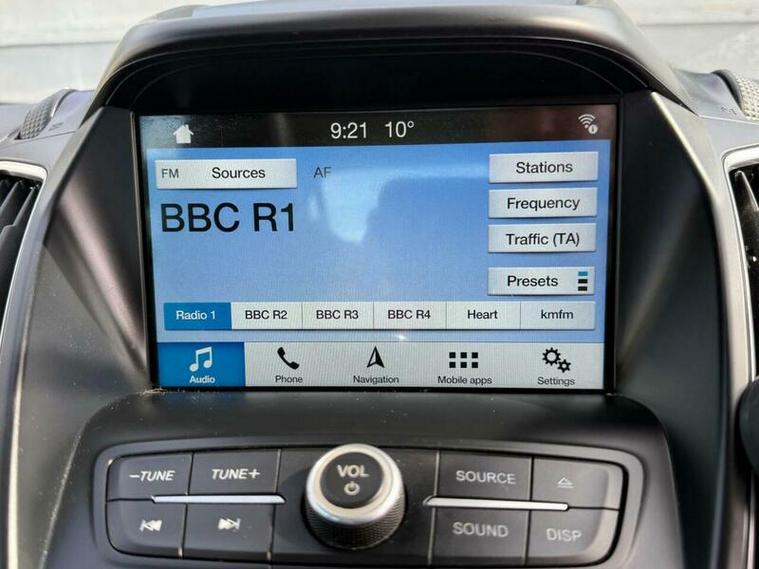 9:21 10°
FM Sources AF
Stations
BBC R1
Frequency
Traffic (TA)
Presets
Radio 1 BBC R2 BBC R3 BBC R4 Heart kmfm
Audio Phone Navigation Mobile apps Settings
-TUNE TUNE+ VOL SOURCE
SOUND DISP